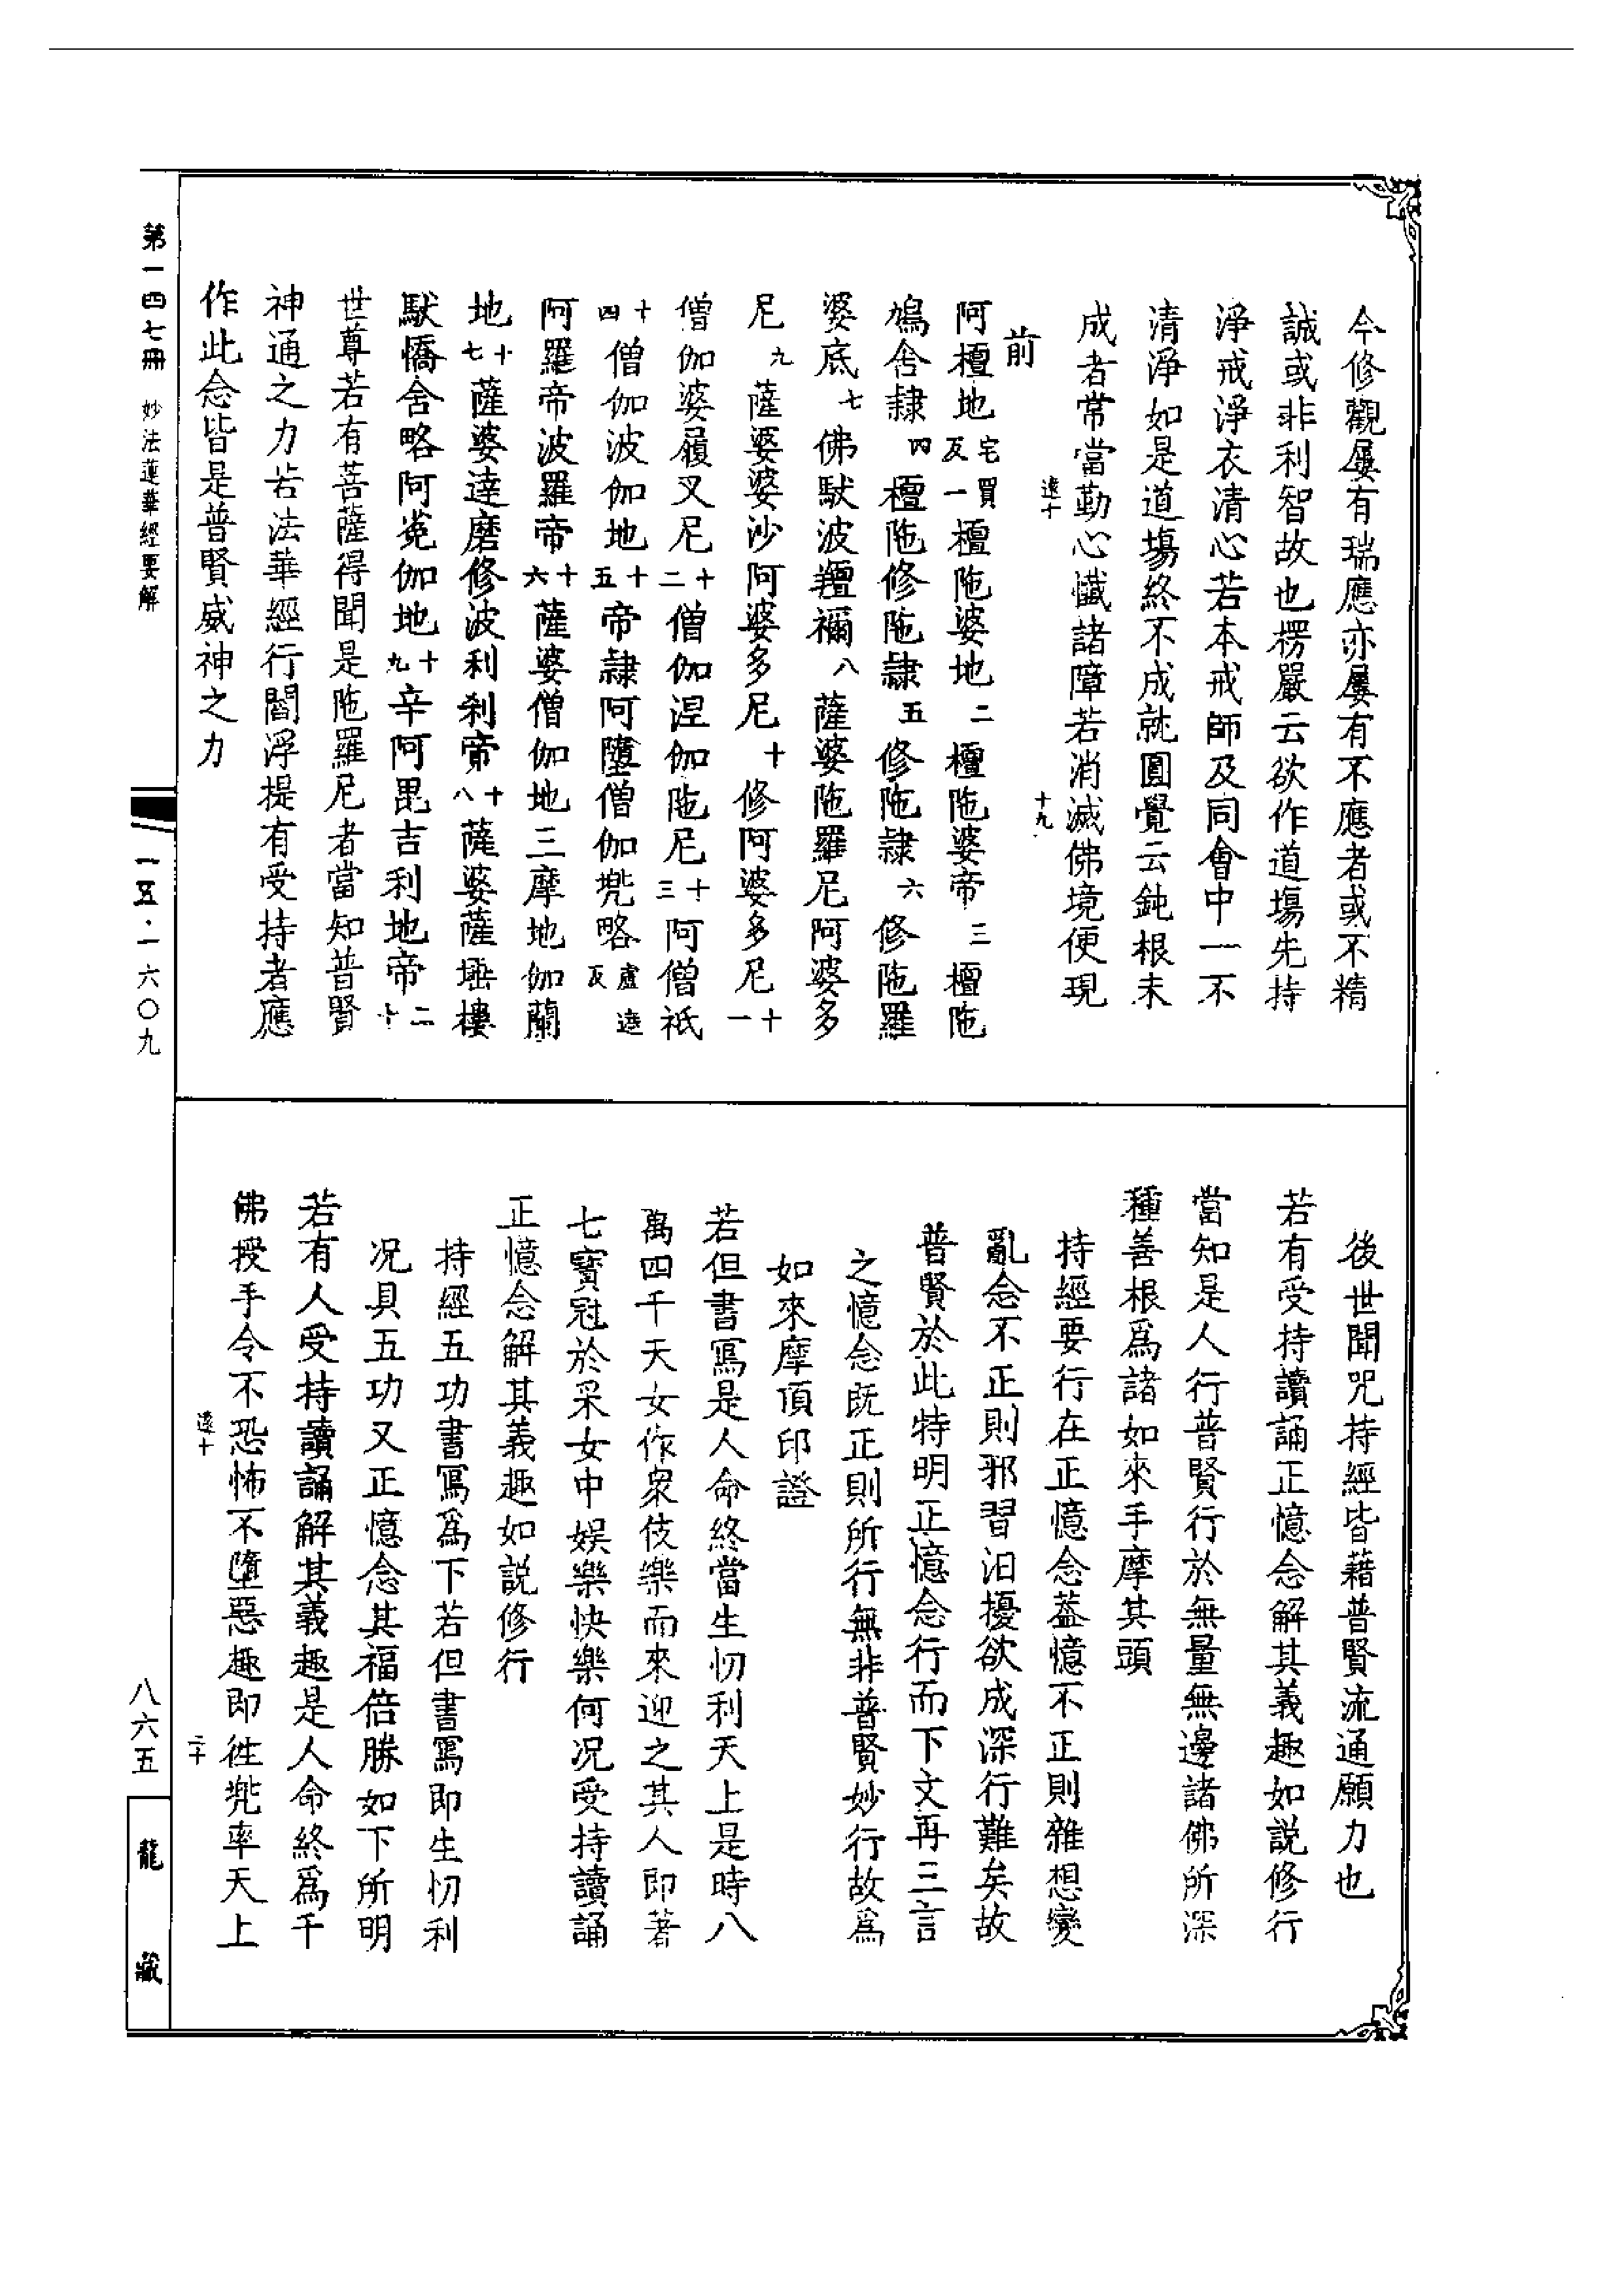 今修觀屢有瑞應亦屢有不應者或不精
誠或非利智故也楞嚴云欲作道場先持
淨戒淨衣清心若本戒師及同會中一不
清淨如是道場終不成就圓覺云鈍根未
成者常當勤心懺諸障若消滅佛境便現
遠十
十九
前
阿檀地宅買反一檀陁婆地二檀陁婆帝三檀陁
鳩舍隷四檀陁修陁隷五修陁隷六修陁羅
婆底七佛馱波羶禰八薩婆陁羅尼阿婆多
尼九薩婆婆沙阿婆多尼十修阿婆多尼十一
僧伽婆履叉尼十二僧伽涅伽陁尼十三阿僧祇
十四僧伽波伽地十五帝隷阿墮僧伽兠略盧遮反
阿羅帝波羅帝十六薩婆僧伽地三摩地伽蘭
地十七薩婆達磨修波利刹帝十八薩婆薩埵樓
馱憍舍略阿㝹伽地十九辛阿毘吉利地帝二十
世尊若有菩薩得聞是陁羅尼者當知普賢
神通之力若法華經行閻浮提有受持者應
作此念皆是普賢威神之力
後世聞咒持經皆藉普賢流通願力也
若有受持讀誦正憶念解其義趣如說修行
當知是人行普賢行於無量無邊諸佛所深
種善根爲諸如來手摩其頭
持經要行在正憶念葢憶不正則雜想變
亂念不正則邪習汨擾欲成深行難矣故
普賢於此特明正憶念行而下文再三言
之憶念旣正則所行無非普賢妙行故爲
如來摩頂印證
若但書寫是人命終當生忉利天上是時八
萬四千天女作衆伎樂而來迎之其人即著
七寶冠於采女中娛樂快樂何况受持讀誦
正憶念解其義趣如說修行
持經五功書寫爲下若但書寫即生忉利
况具五功又正憶念其福倍勝如下所明
若有人受持讀誦解其義趣是人命終爲千
佛授手令不恐怖不墮惡趣即往兠率天上
遠十
二十
第一四七冊 妙法蓮華經要解
一五·一六〇九
八六五
龍藏